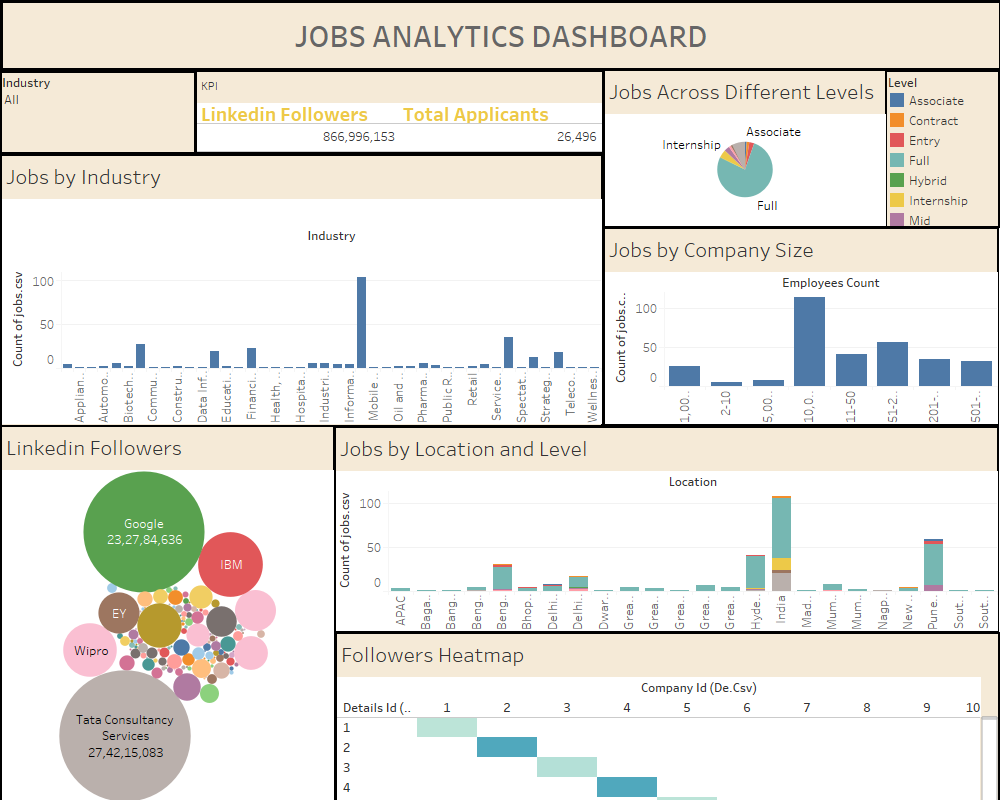 JOBS ANALYTICS DASHBOARD
Industry
All
KPI
Linkedin Followers Total Applicants
866,996,153 26,496
Jobs Across Different Levels
Associate
Internship
Full
Level
Associate
Contract
Entry
Full
Hybrid
Internship
Mid
Jobs by Industry
Industry
Count of jobs.csv
100
50
0
Applian..
Automo..
Biotech..
Commu..
Constru..
Data Inf..
Educati..
Financi..
Health,..
Hospita..
Industri..
Informa..
Mobile ..
Oil and ..
Pharma..
Public R..
Retail
Service..
Spectat..
Strateg..
Teleco..
Wellnes..
Jobs by Company Size
Employees Count
Count of jobs.c..
100
50
0
1,00..
2-10
5,00..
10,0..
11-50
51-2..
201-..
501-..
Linkedin Followers
Google
23,27,84,636
IBM
EY
Wipro
Tata Consultancy
Services
27,42,15,083
Jobs by Location and Level
Location
Count of jobs.csv
100
50
0
APAC
Baga..
Bang..
Beng..
Beng..
Bhop..
Delhi..
Delhi..
Dwar..
Grea..
Grea..
Grea..
Grea..
Grea..
Hyde..
India
Mad..
Mum..
Mum..
Nagp..
New ..
Pune..
Sout..
Sout..
Followers Heatmap
Company Id (De.Csv)
Details Id (.. 1 2 3 4 5 6 7 8 9 10
1
2
3
4